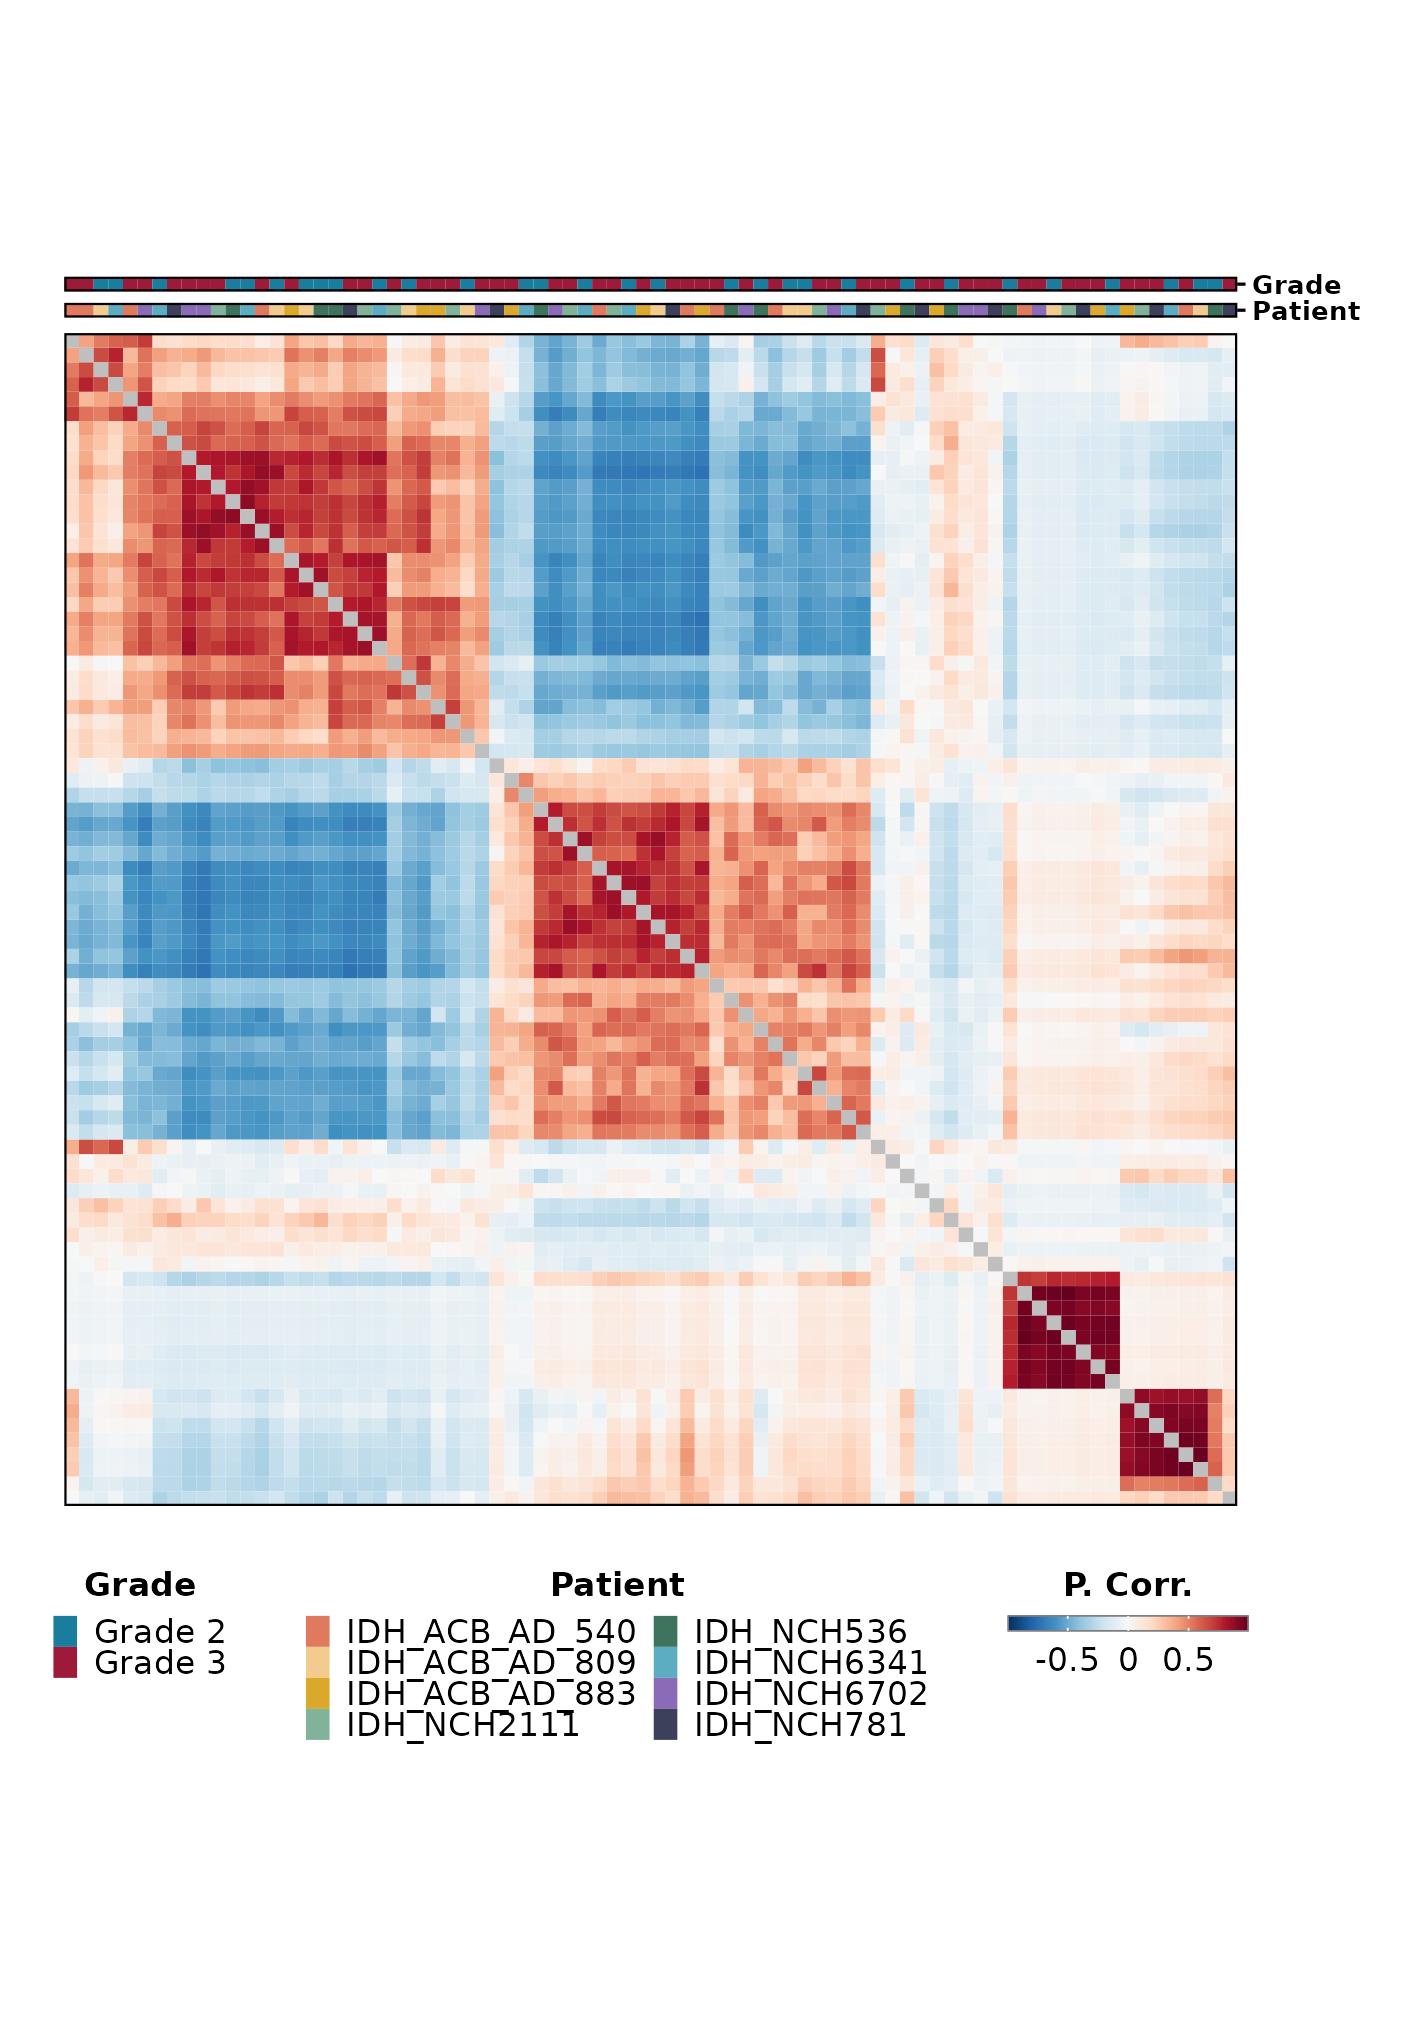 Grade
Patient
Grade
Grade 2
Grade 3
Patient
IDH_ACB_AD_540
IDH_ACB_AD_809
IDH_ACB_AD_883
IDH_NCH2111
IDH_NCH536
IDH_NCH6341
IDH_NCH6702
IDH_NCH781
P. Corr.
-0.5 0 0.5